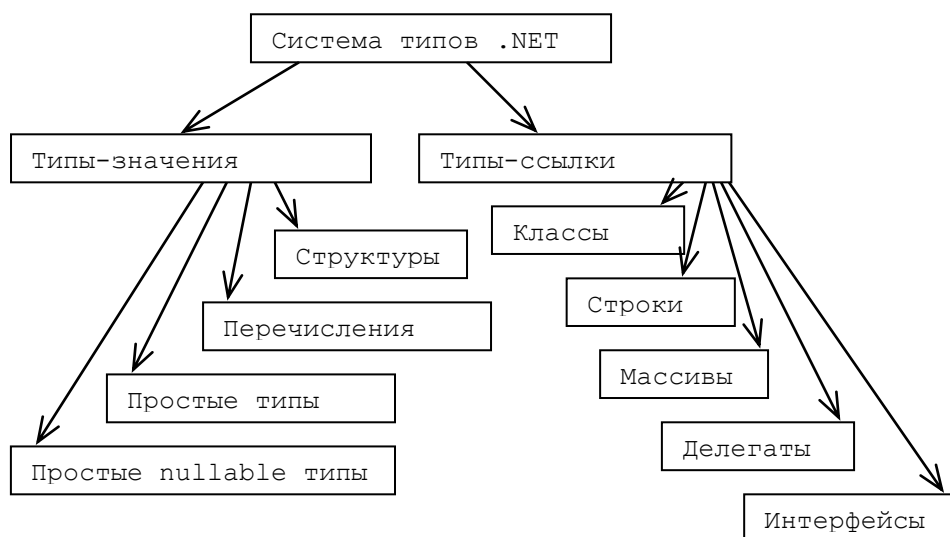 Система типов .NET
Типы-значения
Типы-ссылки
Классы
Структуры
Строки
Перечисления
Массивы
Простые типы
Делегаты
Простые nullable типы
Интерфейсы